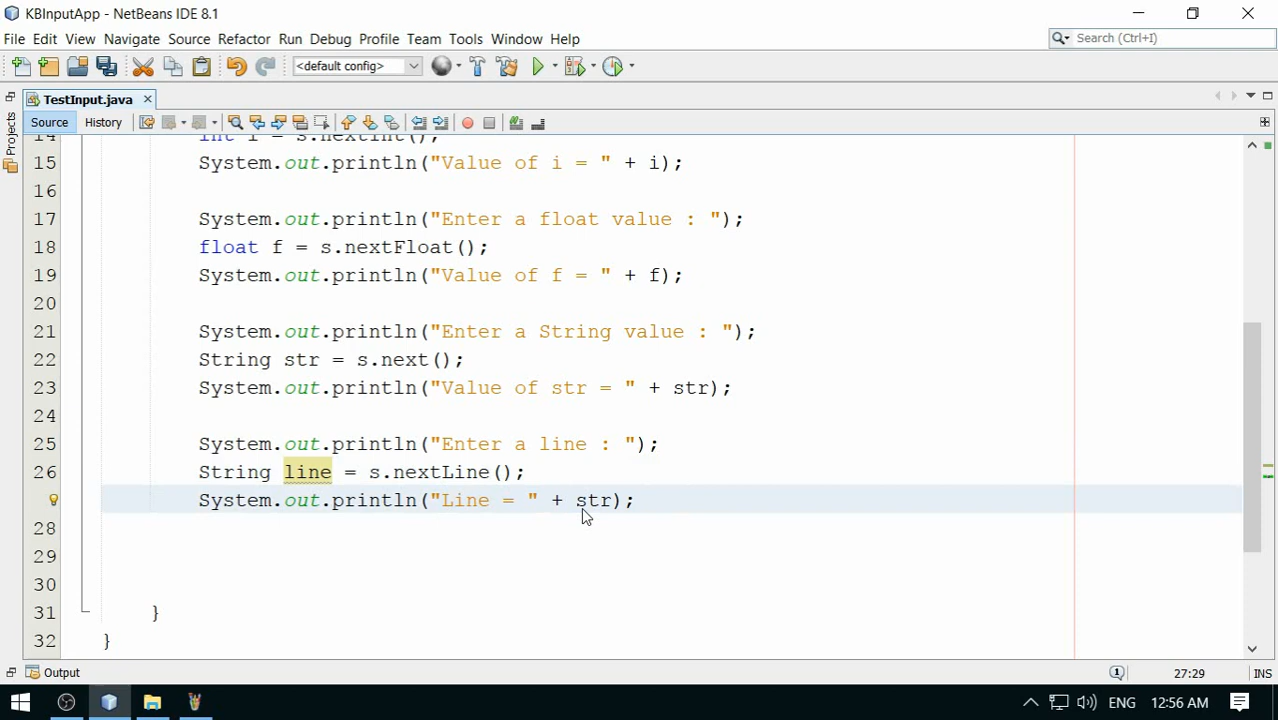 KBInputApp - NetBeans IDE 8.1
File Edit View Navigate Source Refactor Run Debug Profile Team Tools Window Help
Search (Ctrl+I)
<default config>
TestInput.java
Projects
Source History
14 int i = s.nextInt();
15 System.out.println("Value of i = " + i);
16
17 System.out.println("Enter a float value : ");
18 float f = s.nextFloat();
19 System.out.println("Value of f = " + f);
20
21 System.out.println("Enter a String value : ");
22 String str = s.next();
23 System.out.println("Value of str = " + str);
24
25 System.out.println("Enter a line : ");
26 String line = s.nextLine();
System.out.println("Line = " + str);
28
29
30
31 }
32 }
Output
1 27:29 INS
ENG 12:56 AM